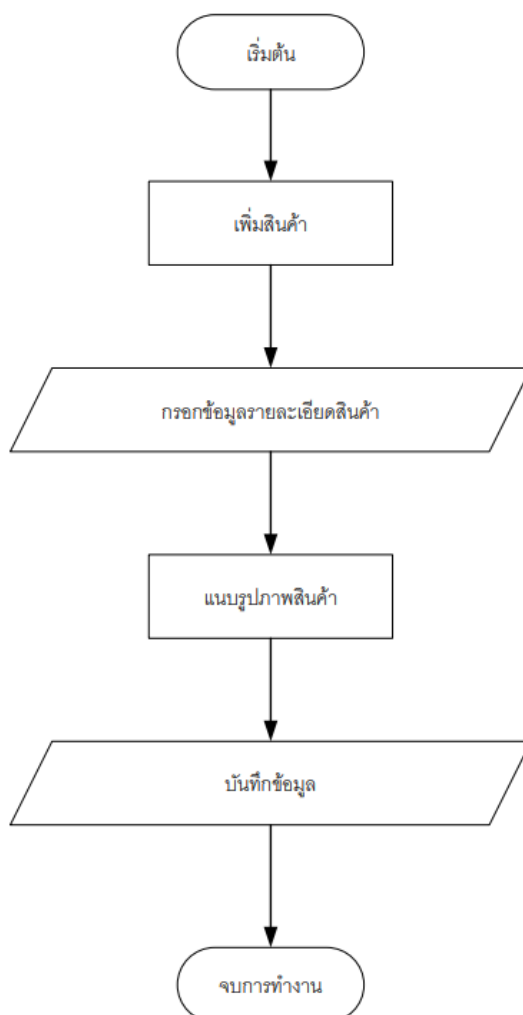 เริ่มต้น
เพิ่มสินค้า
กรอกข้อมูลรายละเอียดสินค้า
แนบรูปภาพสินค้า
บันทึกข้อมูล
จบการทำงาน